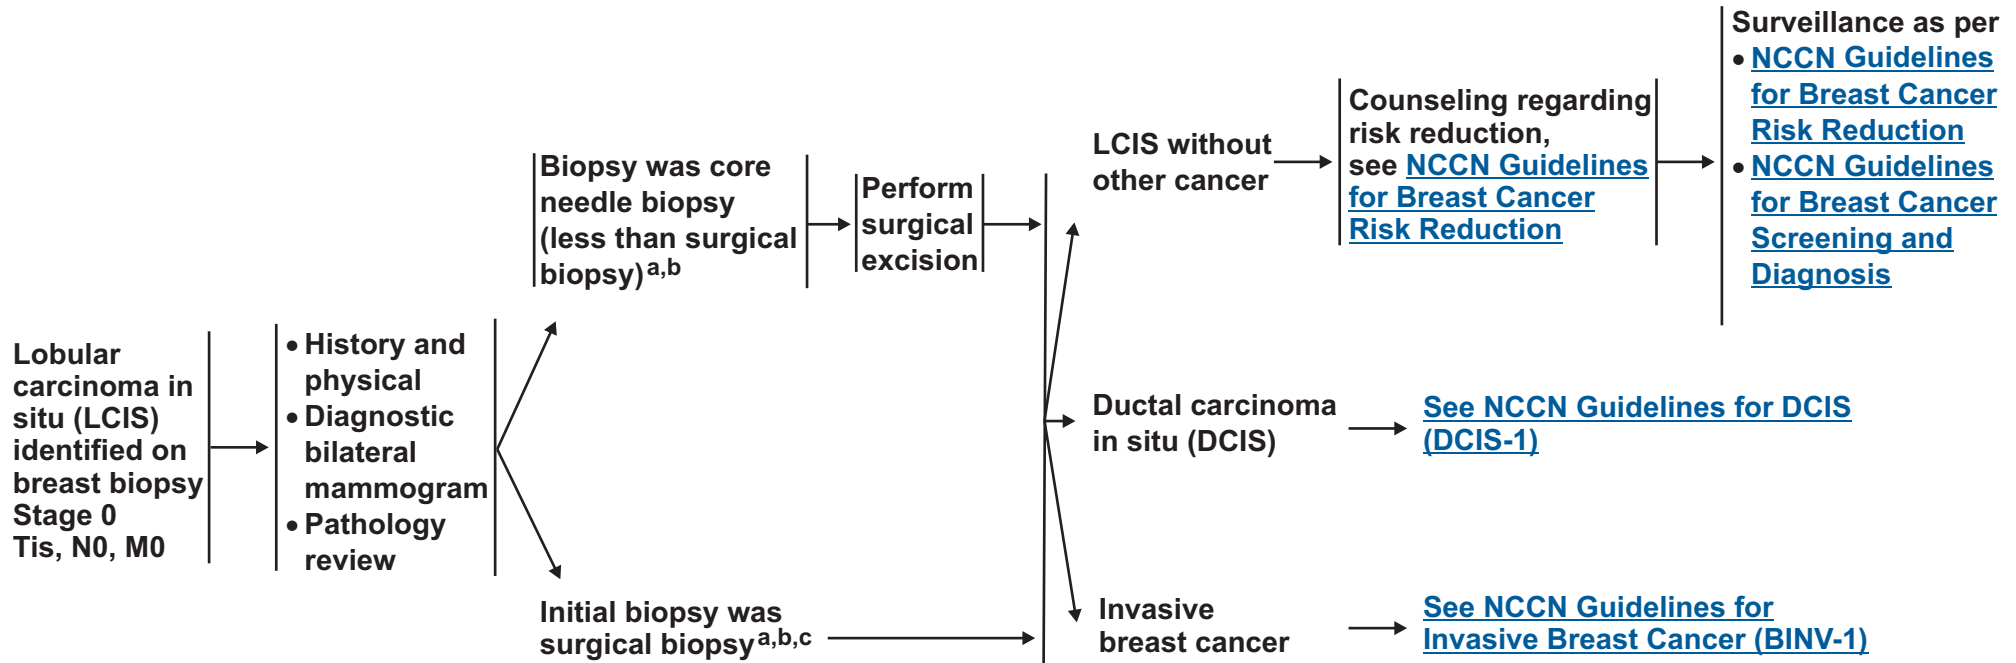 Lobular
carcinoma in
situ (LCIS)
identified on
breast biopsy
Stage 0
Tis, N0, M0
• History and
physical
• Diagnostic
bilateral
mammogram
• Pathology
review
Biopsy was core
needle biopsy
(less than surgical
biopsy)a,b
Perform
surgical
excision
Initial biopsy was
surgical biopsya,b,c
LCIS without
other cancer
Counseling regarding
risk reduction,
see NCCN Guidelines
for Breast Cancer
Risk Reduction
Surveillance as per
• NCCN Guidelines
for Breast Cancer
Risk Reduction
• NCCN Guidelines
for Breast Cancer
Screening and
Diagnosis
Ductal carcinoma
in situ (DCIS)
See NCCN Guidelines for DCIS
(DCIS-1)
Invasive
breast cancer
See NCCN Guidelines for
Invasive Breast Cancer (BINV-1)